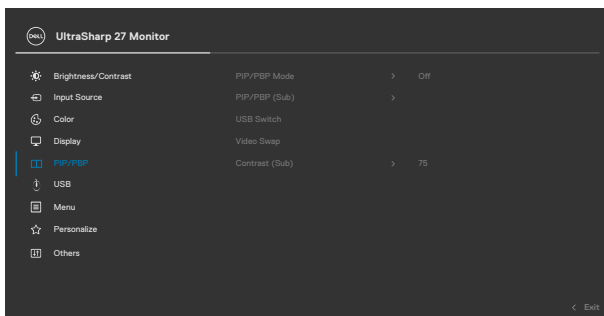 DELL UltraSharp 27 Monitor
Brightness/Contrast PIP/PBP Mode > Off
Input Source PIP/PBP (Sub) >
Color USB Switch
Display Video Swap
PIP/PBP Contrast (Sub) > 75
USB
Menu
Personalize
Others
< Exit